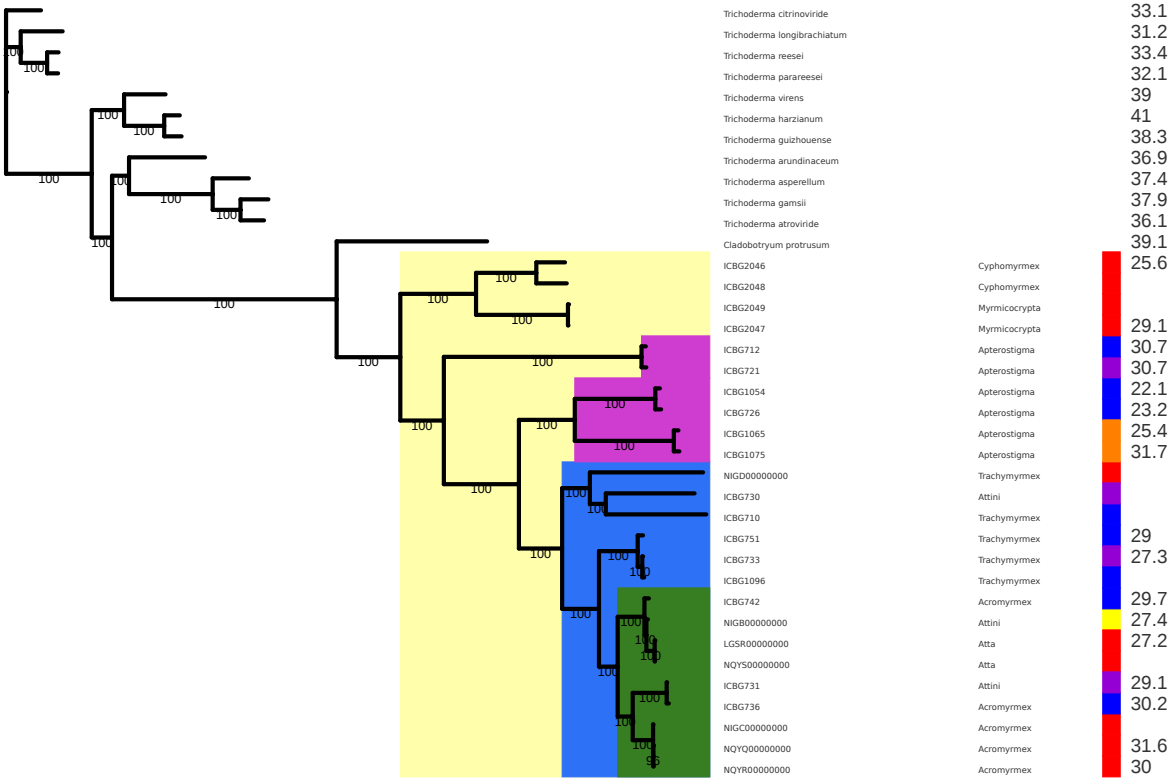 Trichoderma citrinoviride 33.1
Trichoderma longibrachiatum 31.2
100 Trichoderma reesei 33.4
100 Trichoderma parareesei 32.1
Trichoderma virens 39
100 Trichoderma harzianum 41
100 Trichoderma guizhouense 38.3
Trichoderma arundinaceum 36.9
100 100 Trichoderma asperellum 37.4
100 Trichoderma gamsii 37.9
100 Trichoderma atroviride 36.1
100 Cladobotryum protrusum 39.1
ICBG2046 Cyphomyrmex 25.6
100 ICBG2048 Cyphomyrmex
100 100 ICBG2049 Myrmicocrypta
100 ICBG2047 Myrmicocrypta 29.1
ICBG712 Apterostigma 30.7
100 100 ICBG721 Apterostigma 30.7
ICBG1054 Apterostigma 22.1
100 ICBG726 Apterostigma 23.2
100 100 ICBG1065 Apterostigma 25.4
100 ICBG1075 Apterostigma 31.7
NIGD00000000 Trachymyrmex
100 100 ICBG730 Attini
100 ICBG710 Trachymyrmex
ICBG751 Trachymyrmex 29
100 100 ICBG733 Trachymyrmex 27.3
100 ICBG1096 Trachymyrmex
ICBG742 Acromyrmex 29.7
100 100 NIGB00000000 Attini 27.4
100 LGSR00000000 Atta 27.2
100 100 NQYS00000000 Atta
100 ICBG731 Attini 29.1
ICBG736 Acromyrmex 30.2
100 NIGC00000000 Acromyrmex
100 NQYQ00000000 Acromyrmex 31.6
96 NQYR00000000 Acromyrmex 30